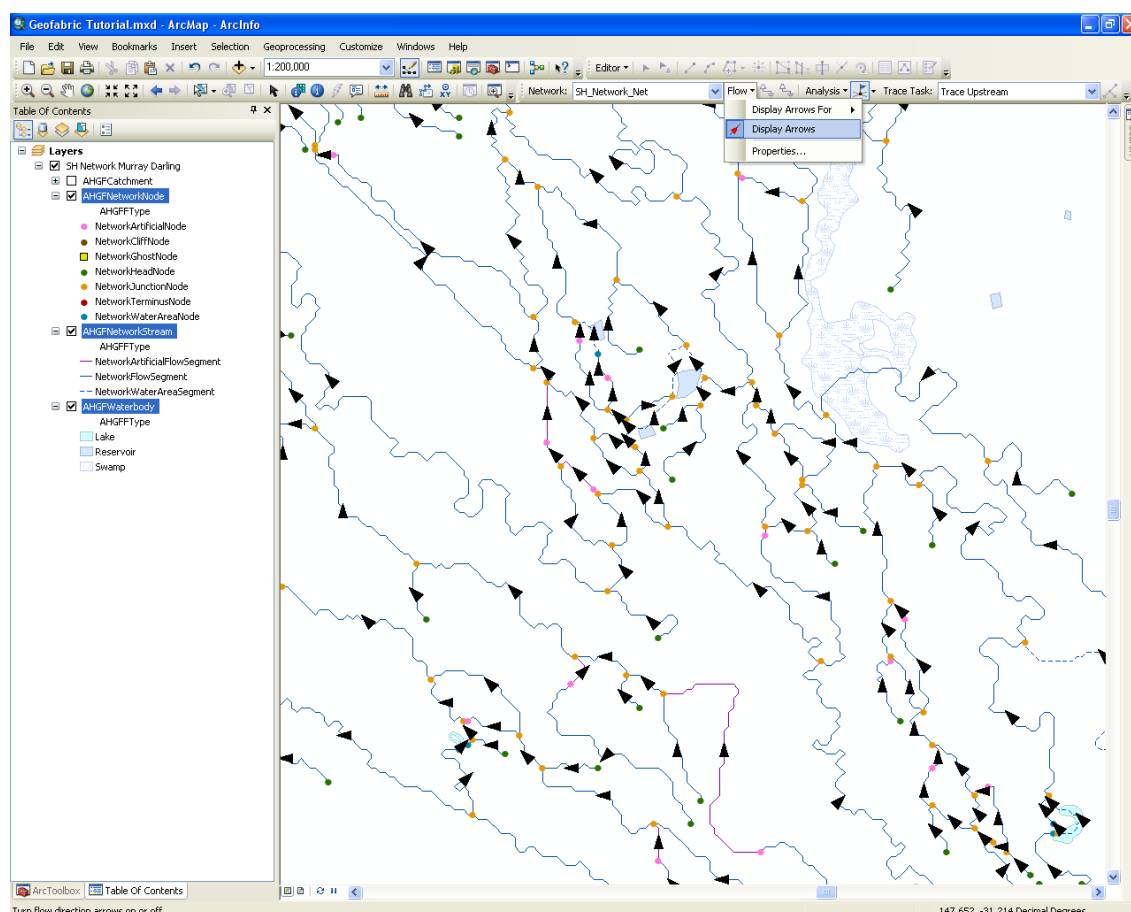 Geofabric Tutorial.mxd - ArcMap - ArcInfo
File Edit View Bookmarks Insert Selection Geoprocessing Customize Windows Help
1:200,000 Editor
Network: SH_Network_Net Flow Analysis Trace Task: Trace Upstream
Display Arrows For
Display Arrows
Properties...
Table Of Contents
Layers
SH Network Murray Darling
AHGFCatchment
AHGFNetworkNode
AHGFFType
NetworkArtificialNode
NetworkCliffNode
NetworkGhostNode
NetworkHeadNode
NetworkJunctionNode
NetworkTerminusNode
NetworkWaterAreaNode
AHGFNetworkStream
AHGFFType
NetworkArtificialFlowSegment
NetworkFlowSegment
NetworkWaterAreaSegment
AHGFWaterbody
AHGFFType
Lake
Reservoir
Swamp
ArcToolbox Table Of Contents
Turn flow direction arrows on or off 147.652 -31.214 Decimal Degrees